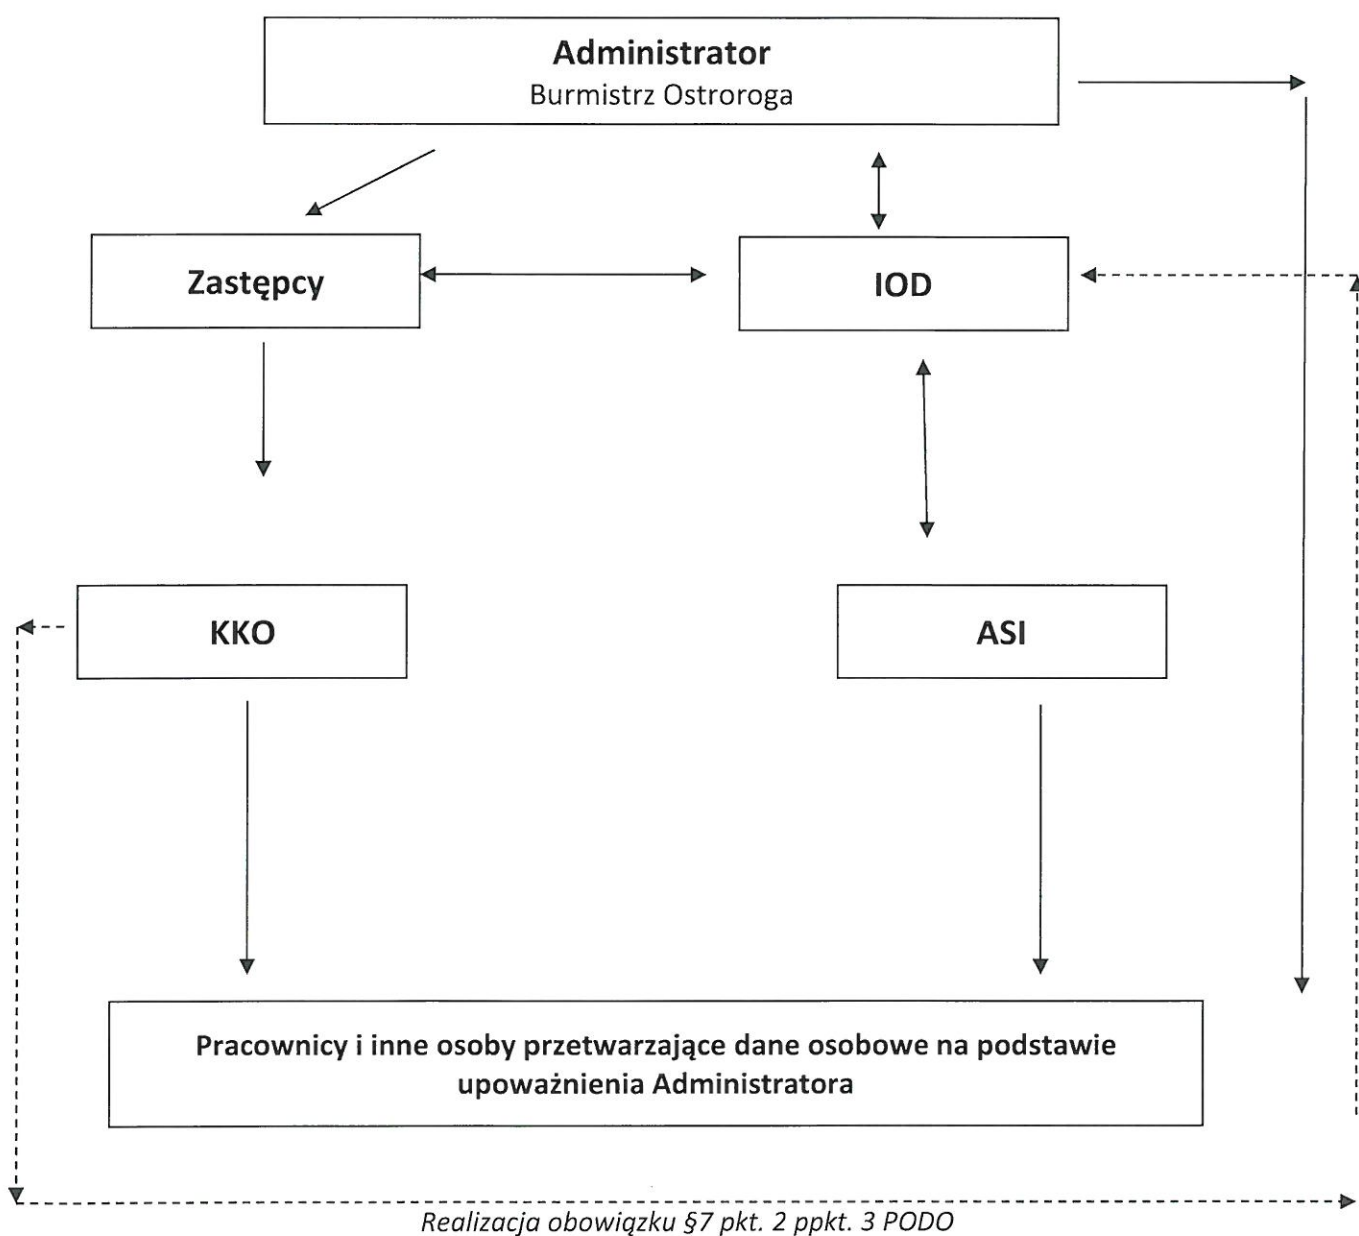 Administrator
Burmistrz Ostroroga
Zastępcy
IOD
KKO
ASI
Pracownicy i inne osoby przetwarzające dane osobowe na podstawie
upoważnienia Administratora
Realizacja obowiązku §7 pkt. 2 ppkt. 3 PODO